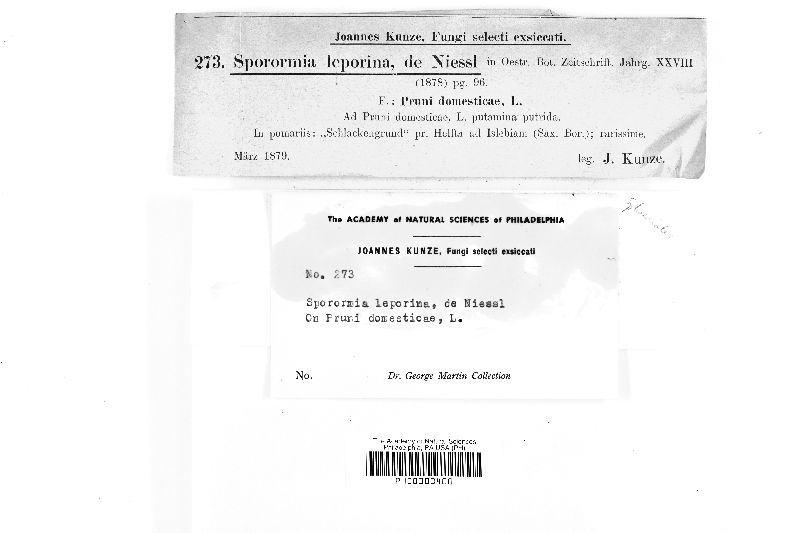 Joannes Kunze, Fungi selecti exsiccati.
273. Sporormia leporina, de Niessl in Oestr. Bot. Zeitschrift. Jahrg. XXVIII
(1878) pg. 96.
F.: Pruni domesticae, L.
Ad Pruni domesticae, L. putamina putrida.
In pomariis: „Schlackengrund“ pr. Helfta ad Islebiam (Sax. Bor.); rarissime.
März 1879. leg. J. Kunze.
The ACADEMY of NATURAL SCIENCES of PHILADELPHIA
JOANNES KUNZE, Fungi selecti exsiccati
No. 273
Sporormia leporina, de Niessl
On Pruni domesticae, L.
No. Dr. George Martin Collection
The Academy of Natural Sciences
Philadelphia, PA USA (PH)